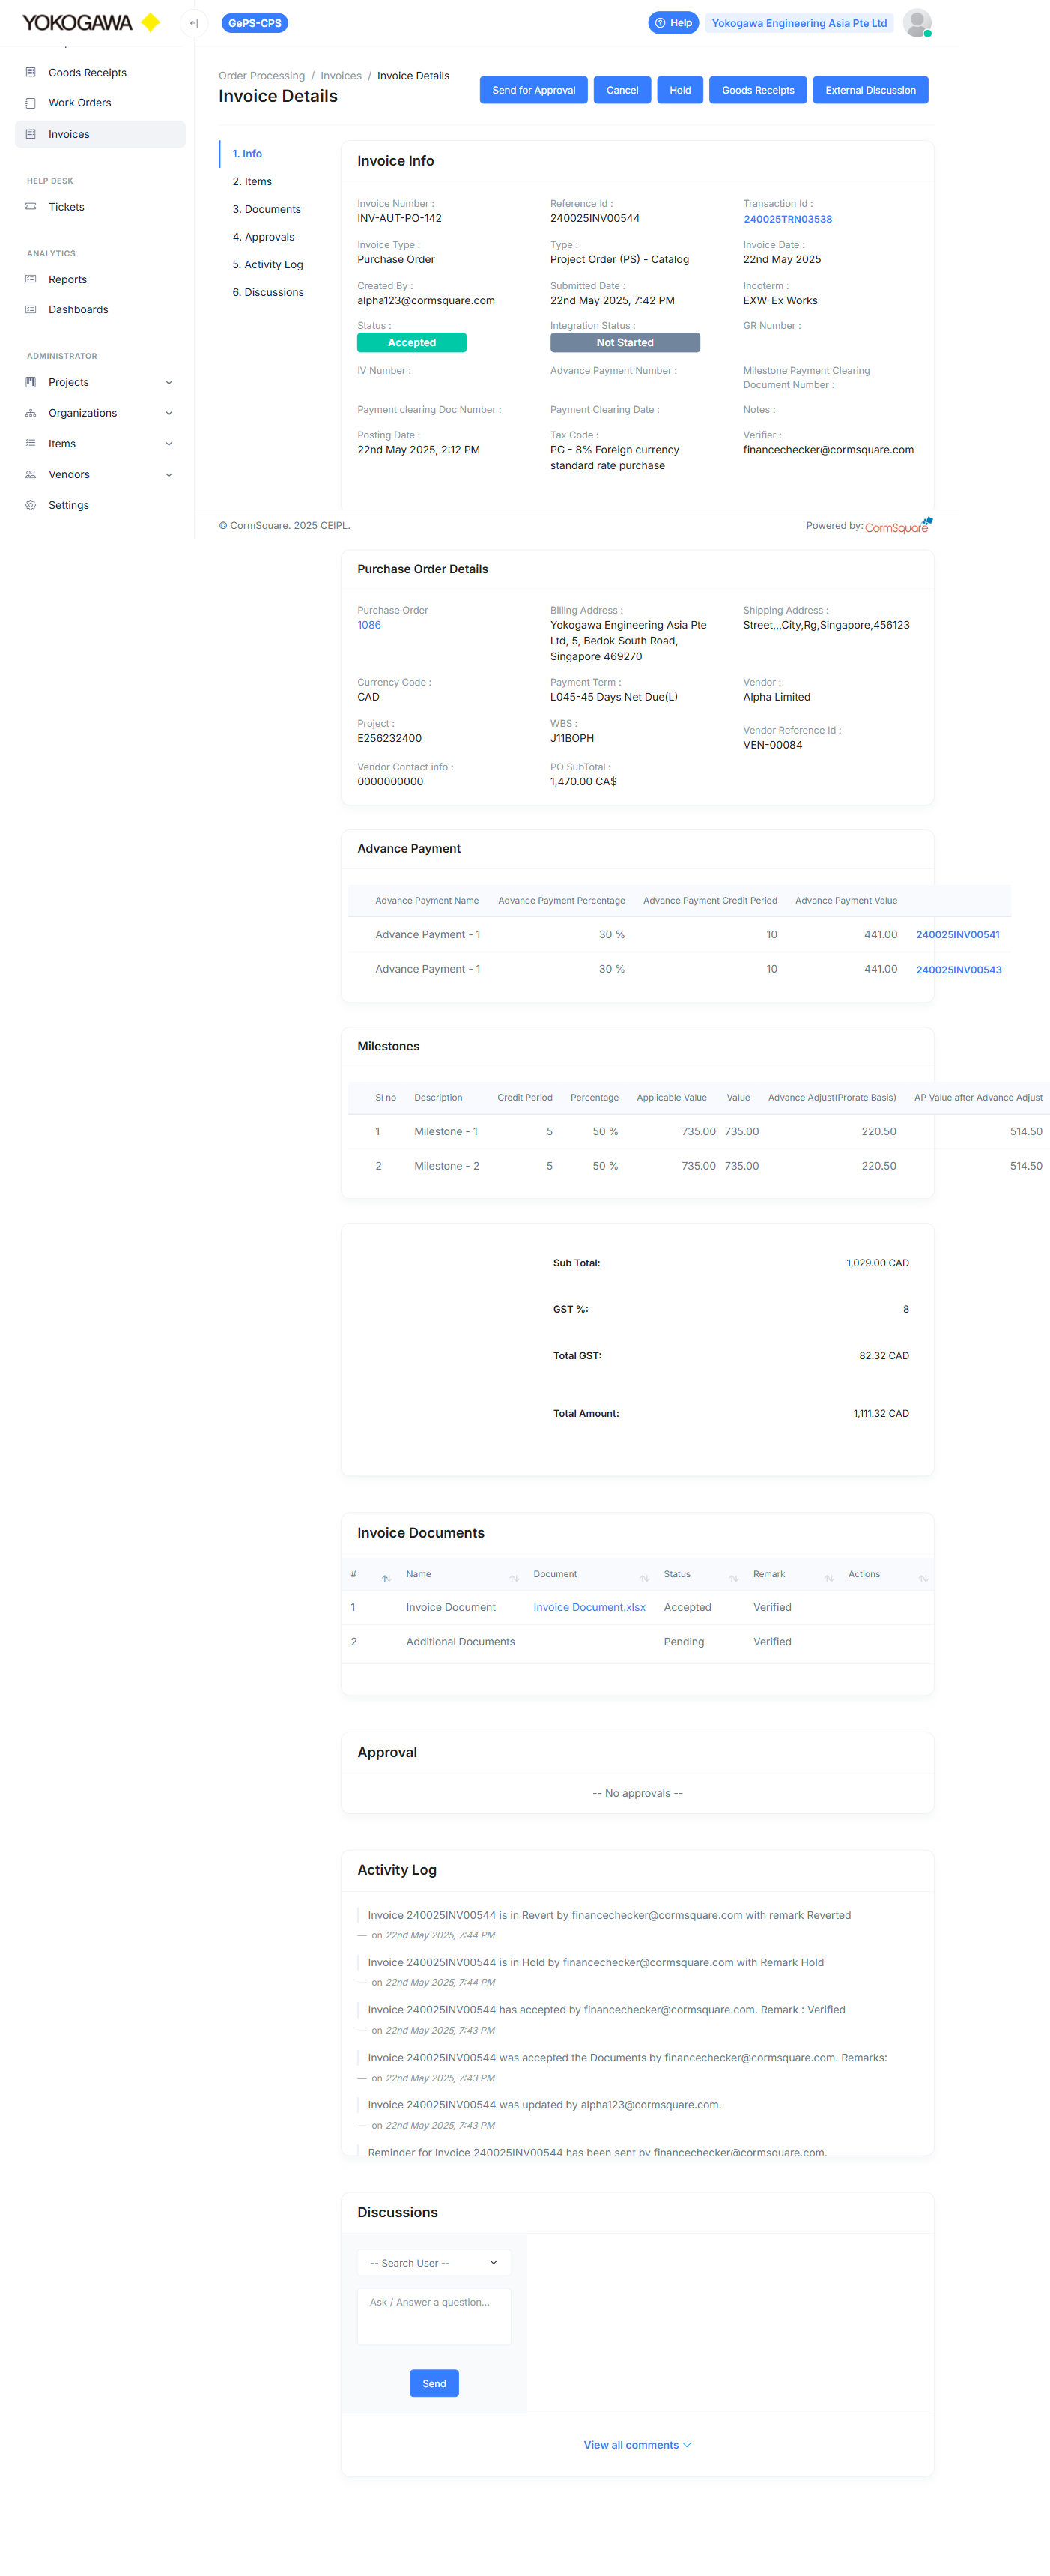 YOKOGAWA
GePS-CPS
Help
Yokogawa Engineering Asia Pte Ltd
Goods Receipts
Work Orders
Invoices
HELP DESK
Tickets
ANALYTICS
Reports
Dashboards
ADMINISTRATOR
Projects
Organizations
Items
Vendors
Settings
Order Processing / Invoices / Invoice Details
Invoice Details
Send for Approval
Cancel
Hold
Goods Receipts
External Discussion
1. Info
2. Items
3. Documents
4. Approvals
5. Activity Log
6. Discussions
Invoice Info
Invoice Number :
INV-AUT-PO-142
Reference Id :
240025INV00544
Transaction Id :
240025TRN03538
Invoice Type :
Purchase Order
Type :
Project Order (PS) - Catalog
Invoice Date :
22nd May 2025
Created By :
alpha123@cormsquare.com
Submitted Date :
22nd May 2025, 7:42 PM
Incoterm :
EXW-Ex Works
Status :
Accepted
Integration Status :
Not Started
GR Number :
IV Number :
Advance Payment Number :
Milestone Payment Clearing
Document Number :
Payment clearing Doc Number :
Payment Clearing Date :
Notes :
Posting Date :
22nd May 2025, 2:12 PM
Tax Code :
PG - 8% Foreign currency
standard rate purchase
Verifier :
financechecker@cormsquare.com
© CormSquare. 2025 CEIPL.
Powered by: CormSquare
Purchase Order Details
Purchase Order
1086
Billing Address :
Yokogawa Engineering Asia Pte
Ltd, 5, Bedok South Road,
Singapore 469270
Shipping Address :
Street,,,City,Rg,Singapore,456123
Currency Code :
CAD
Payment Term :
L045-45 Days Net Due(L)
Vendor :
Alpha Limited
Project :
E256232400
WBS :
J11BOPH
Vendor Reference Id :
VEN-00084
Vendor Contact info :
0000000000
PO SubTotal :
1,470.00 CA$
Advance Payment
Advance Payment Name Advance Payment Percentage Advance Payment Credit Period Advance Payment Value
Advance Payment - 1 30 % 10 441.00 240025INV00541
Advance Payment - 1 30 % 10 441.00 240025INV00543
Milestones
Sl no Description Credit Period Percentage Applicable Value Value Advance Adjust(Prorate Basis) AP Value after Advance Adjust
1 Milestone - 1 5 50 % 735.00 735.00 220.50 514.50
2 Milestone - 2 5 50 % 735.00 735.00 220.50 514.50
Sub Total: 1,029.00 CAD
GST %: 8
Total GST: 82.32 CAD
Total Amount: 1,111.32 CAD
Invoice Documents
# Name Document Status Remark Actions
1 Invoice Document Invoice Document.xlsx Accepted Verified
2 Additional Documents Pending Verified
Approval
-- No approvals --
Activity Log
Invoice 240025INV00544 is in Revert by financechecker@cormsquare.com with remark Reverted
— on 22nd May 2025, 7:44 PM
Invoice 240025INV00544 is in Hold by financechecker@cormsquare.com with Remark Hold
— on 22nd May 2025, 7:44 PM
Invoice 240025INV00544 has accepted by financechecker@cormsquare.com. Remark : Verified
— on 22nd May 2025, 7:43 PM
Invoice 240025INV00544 was accepted the Documents by financechecker@cormsquare.com. Remarks:
— on 22nd May 2025, 7:43 PM
Invoice 240025INV00544 was updated by alpha123@cormsquare.com.
— on 22nd May 2025, 7:43 PM
Reminder for Invoice 240025INV00544 has been sent by financechecker@cormsquare.com.
Discussions
-- Search User --
Ask / Answer a question...
Send
View all comments